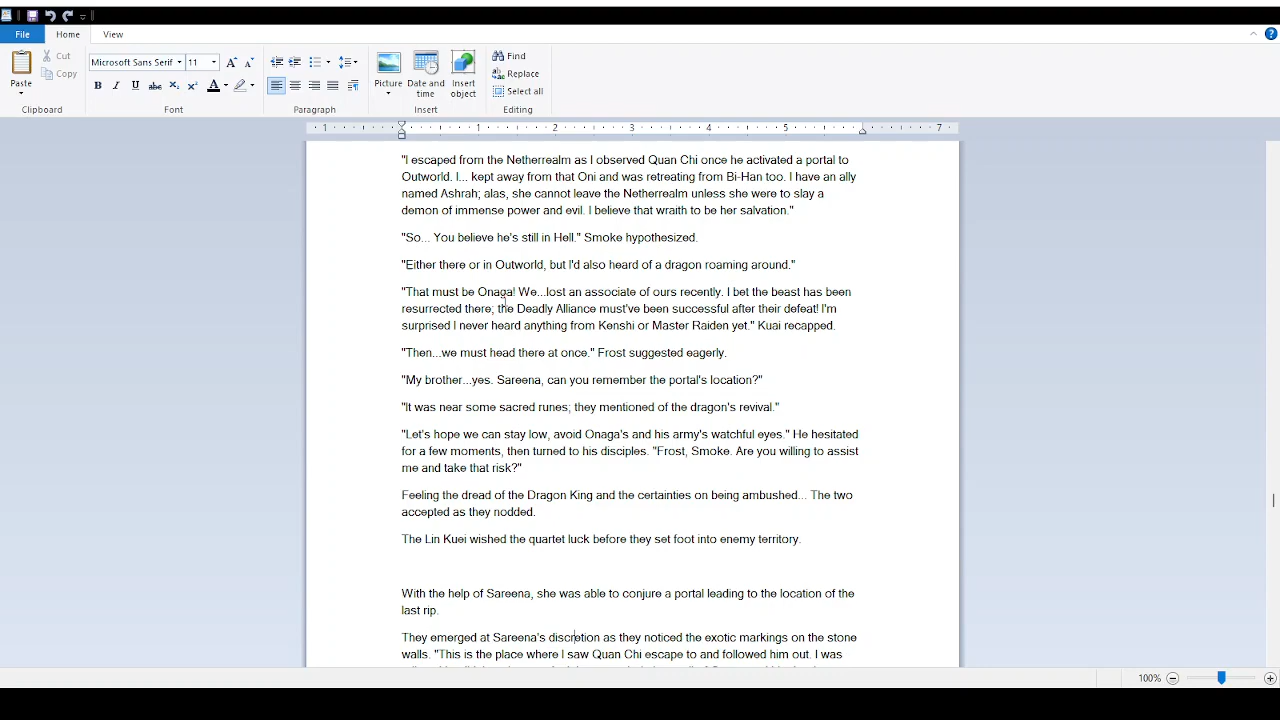 File Home View
Paste
Cut
Copy
Clipboard
Microsoft Sans Serif 11
B I U abc X₂ X² A
Font
Paragraph
Picture
Date and time
Insert object
Insert
Find
Replace
Select all
Editing
1 1 2 3 4 5 7
"I escaped from the Netherrealm as I observed Quan Chi once he activated a portal to
Outworld. I... kept away from that Oni and was retreating from Bi-Han too. I have an ally
named Ashrah; alas, she cannot leave the Netherrealm unless she were to slay a
demon of immense power and evil. I believe that wraith to be her salvation."
"So... You believe he's still in Hell." Smoke hypothesized.
"Either there or in Outworld, but I'd also heard of a dragon roaming around."
"That must be Onaga! We...lost an associate of ours recently. I bet the beast has been
resurrected there; the Deadly Alliance must've been successful after their defeat! I'm
surprised I never heard anything from Kenshi or Master Raiden yet." Kuai recapped.
"Then...we must head there at once." Frost suggested eagerly.
"My brother...yes. Sareena, can you remember the portal's location?"
"It was near some sacred runes; they mentioned of the dragon's revival."
"Let's hope we can stay low, avoid Onaga's and his army's watchful eyes." He hesitated
for a few moments, then turned to his disciples. "Frost, Smoke. Are you willing to assist
me and take that risk?"
Feeling the dread of the Dragon King and the certainties on being ambushed... The two
accepted as they nodded.
The Lin Kuei wished the quartet luck before they set foot into enemy territory.
With the help of Sareena, she was able to conjure a portal leading to the location of the
last rip.
They emerged at Sareena's discretion as they noticed the exotic markings on the stone
walls. "This is the place where I saw Quan Chi escape to and followed him out. I was
100%